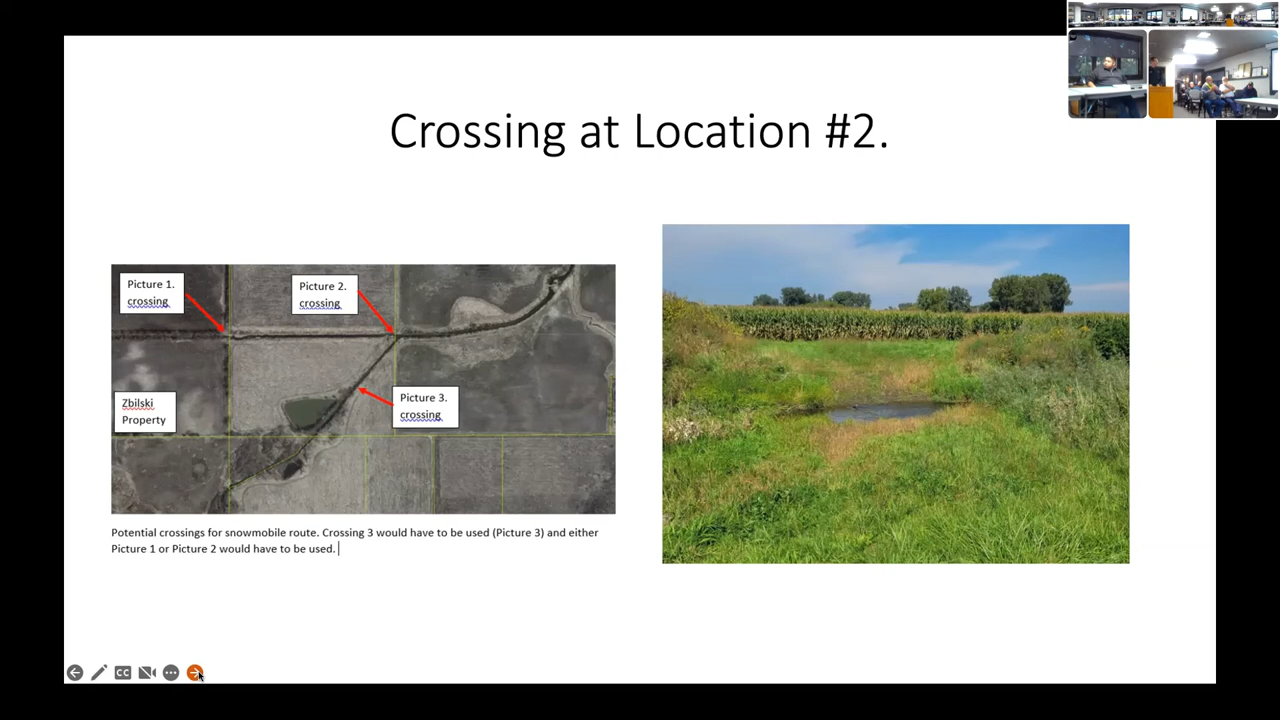 Crossing at Location #2.
Picture 1.
crossing
Picture 2.
crossing
Picture 3.
crossing
Zbilski
Property
Potential crossings for snowmobile route. Crossing 3 would have to be used (Picture 3) and either
Picture 1 or Picture 2 would have to be used.
CC